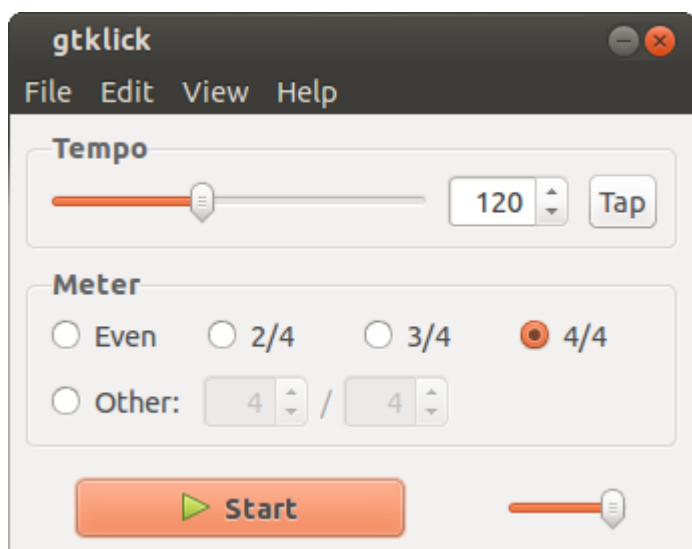 gtklick
File Edit View Help
Tempo
120 Tap
Meter
Even 2/4 3/4 4/4
Other: 4 / 4
Start